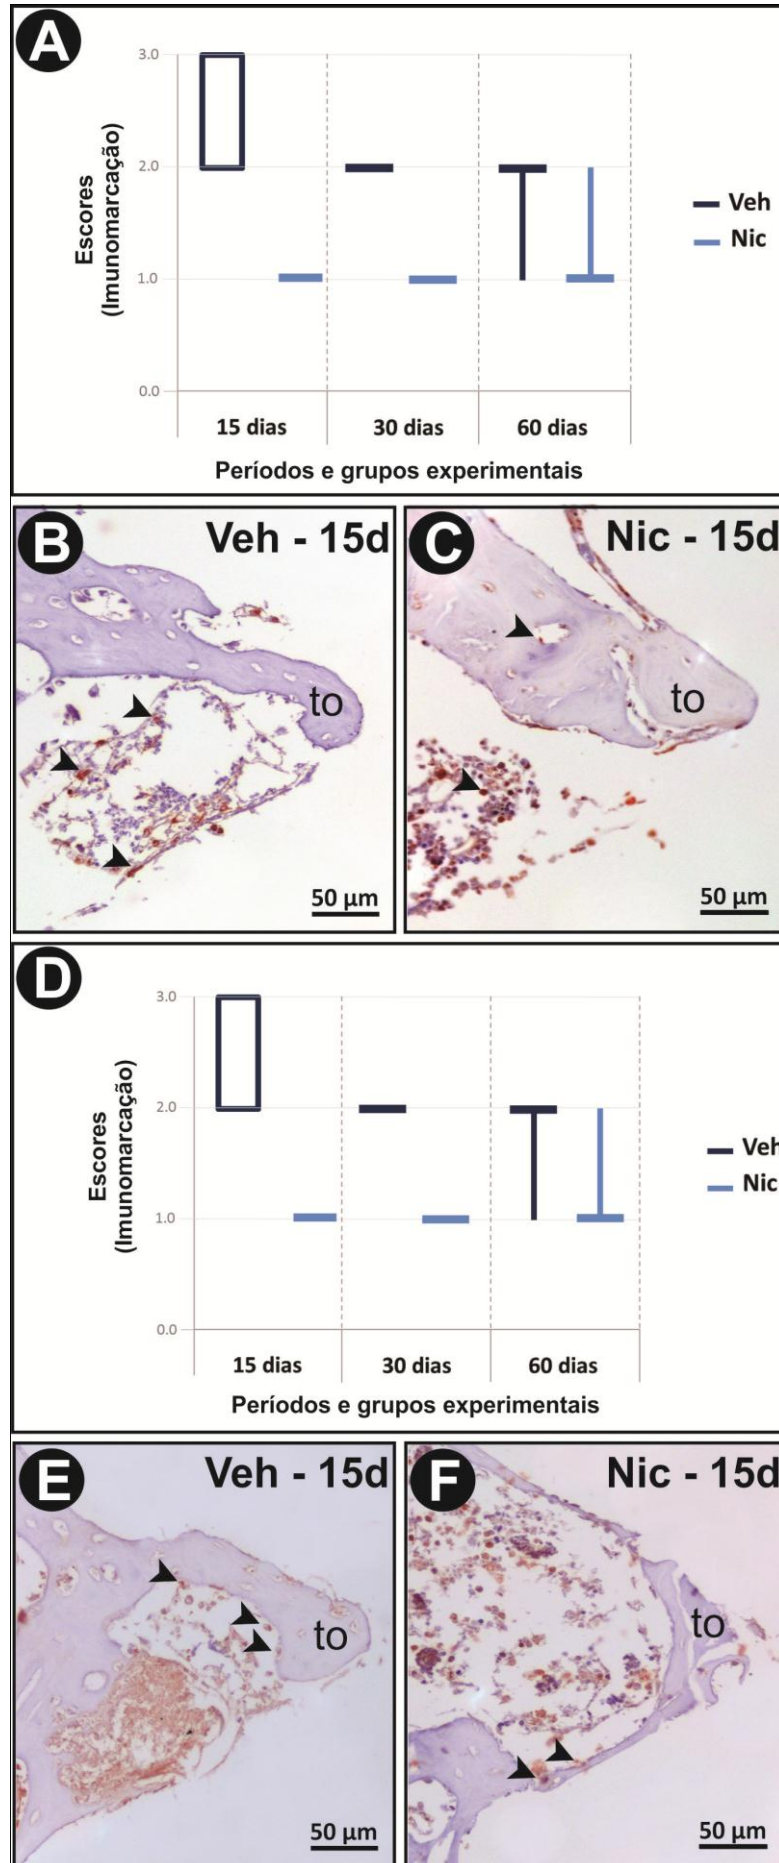 A
3.0
2.0
1.0
0.0
Escores
(Imunomarcação)
Veh
Nic
15 dias
30 dias
60 dias
Períodos e grupos experimentais
B
Veh - 15d
to
50 µm
C
Nic - 15d
to
50 µm
D
3.0
2.0
1.0
0.0
Escores
(Imunomarcação)
Veh
Nic
15 dias
30 dias
60 dias
Períodos e grupos experimentais
E
Veh - 15d
to
50 µm
F
Nic - 15d
to
50 µm